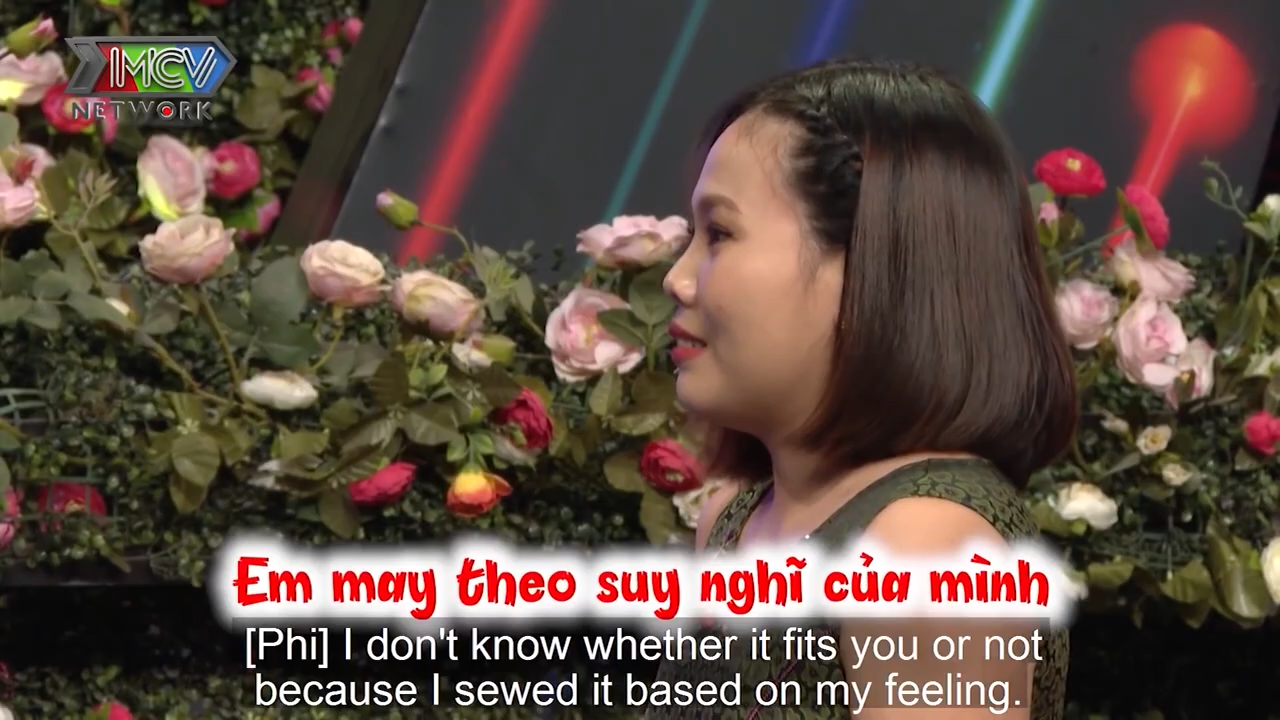 MCV
NETWORK
Em may theo suy nghĩ của mình
[Phi] I don't know whether it fits you or not
because I sewed it based on my feeling.